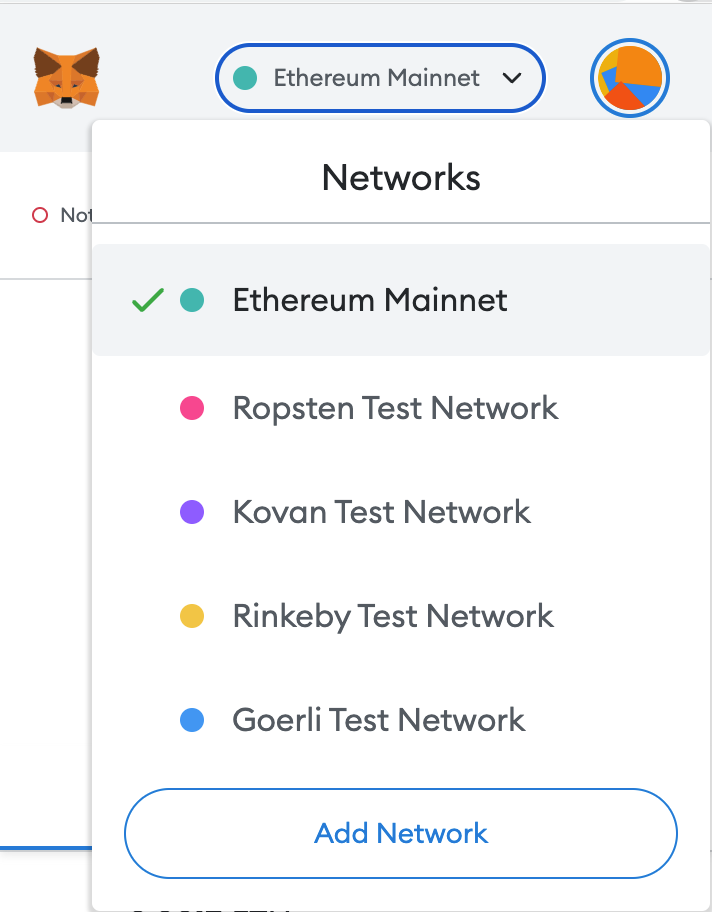 Ethereum Mainnet
Networks
Not
Ethereum Mainnet
Ropsten Test Network
Kovan Test Network
Rinkeby Test Network
Goerli Test Network
Add Network